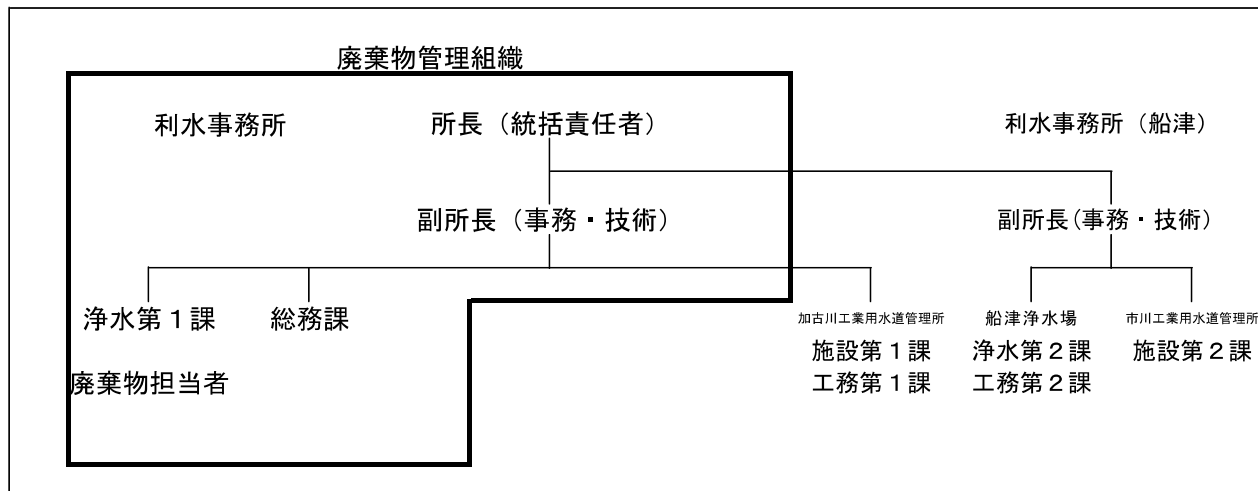 廃棄物管理組織
利水事務所
所長（統括責任者）
利水事務所（船津）
副所長（事務・技術）
副所長(事務・技術)
浄水第１課
総務課
廃棄物担当者
加古川工業用水道管理所
施設第１課
工務第１課
船津浄水場
浄水第２課
工務第２課
市川工業用水道管理所
施設第２課